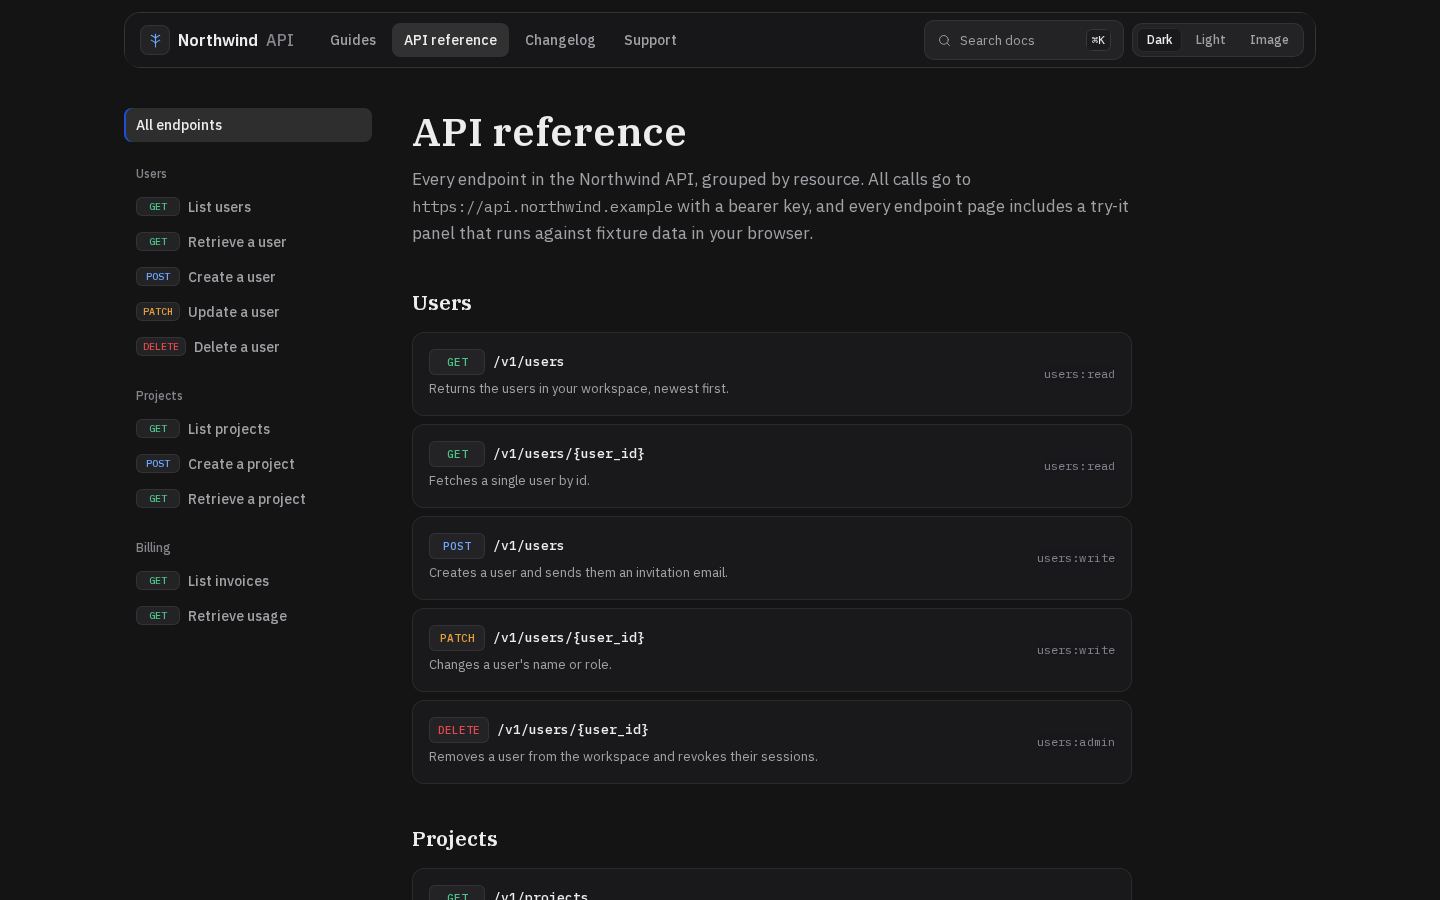 Northwind API
Guides
API reference
Changelog
Support
Search docs
⌘K
Dark
Light
Image
All endpoints
Users
GET List users
GET Retrieve a user
POST Create a user
PATCH Update a user
DELETE Delete a user
Projects
GET List projects
POST Create a project
GET Retrieve a project
Billing
GET List invoices
GET Retrieve usage
API reference
Every endpoint in the Northwind API, grouped by resource. All calls go to
https://api.northwind.example with a bearer key, and every endpoint page includes a try-it
panel that runs against fixture data in your browser.
Users
GET /v1/users
Returns the users in your workspace, newest first.
users:read
GET /v1/users/{user_id}
Fetches a single user by id.
users:read
POST /v1/users
Creates a user and sends them an invitation email.
users:write
PATCH /v1/users/{user_id}
Changes a user's name or role.
users:write
DELETE /v1/users/{user_id}
Removes a user from the workspace and revokes their sessions.
users:admin
Projects
GET /v1/projects